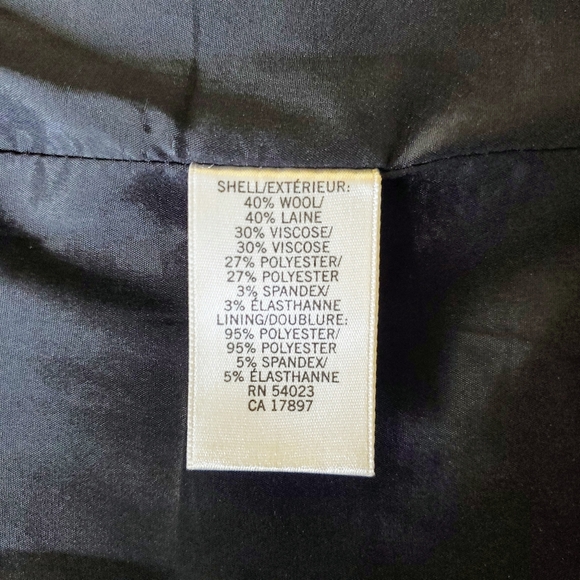 SHELL/EXTÉRIEUR:
40% WOOL/
40% LAINE
30% VISCOSE/
30% VISCOSE
27% POLYESTER/
27% POLYESTER
3% SPANDEX/
3% ÉLASTHANNE
LINING/DOUBLURE:
95% POLYESTER/
95% POLYESTER
5% SPANDEX/
5% ÉLASTHANNE
RN 54023
CA 17897